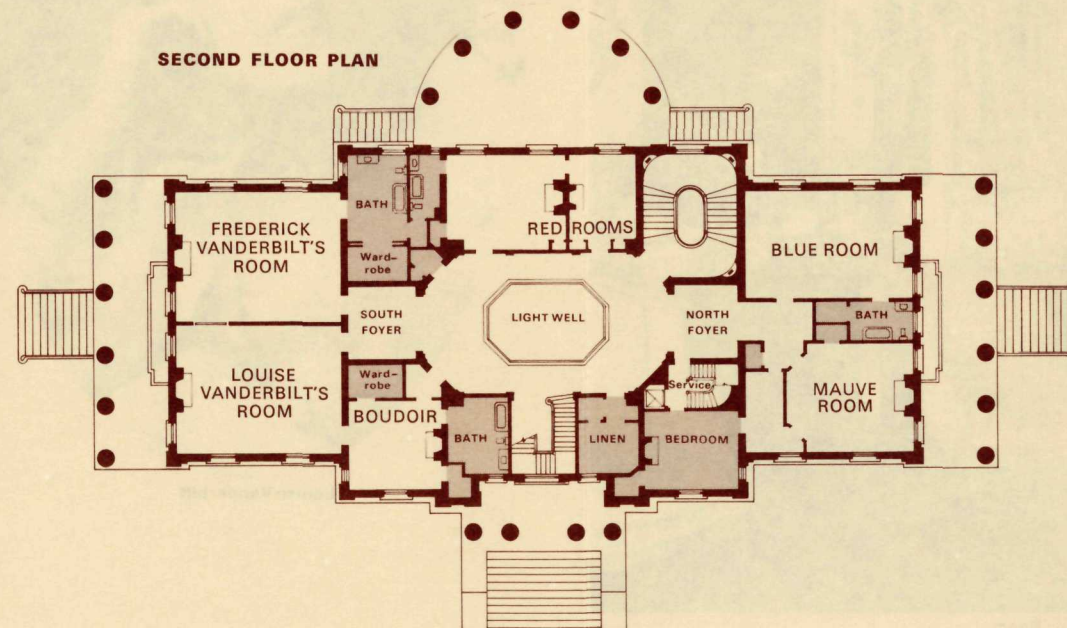 SECOND FLOOR PLAN
FREDERICK
VANDERBILT'S
ROOM
BATH
Ward-
robe
RED ROOMS
BLUE ROOM
SOUTH
FOYER
LIGHT WELL
NORTH
FOYER
BATH
LOUISE
VANDERBILT'S
ROOM
Ward-
robe
BOUDOIR
BATH
LINEN
Service
BEDROOM
MAUVE
ROOM